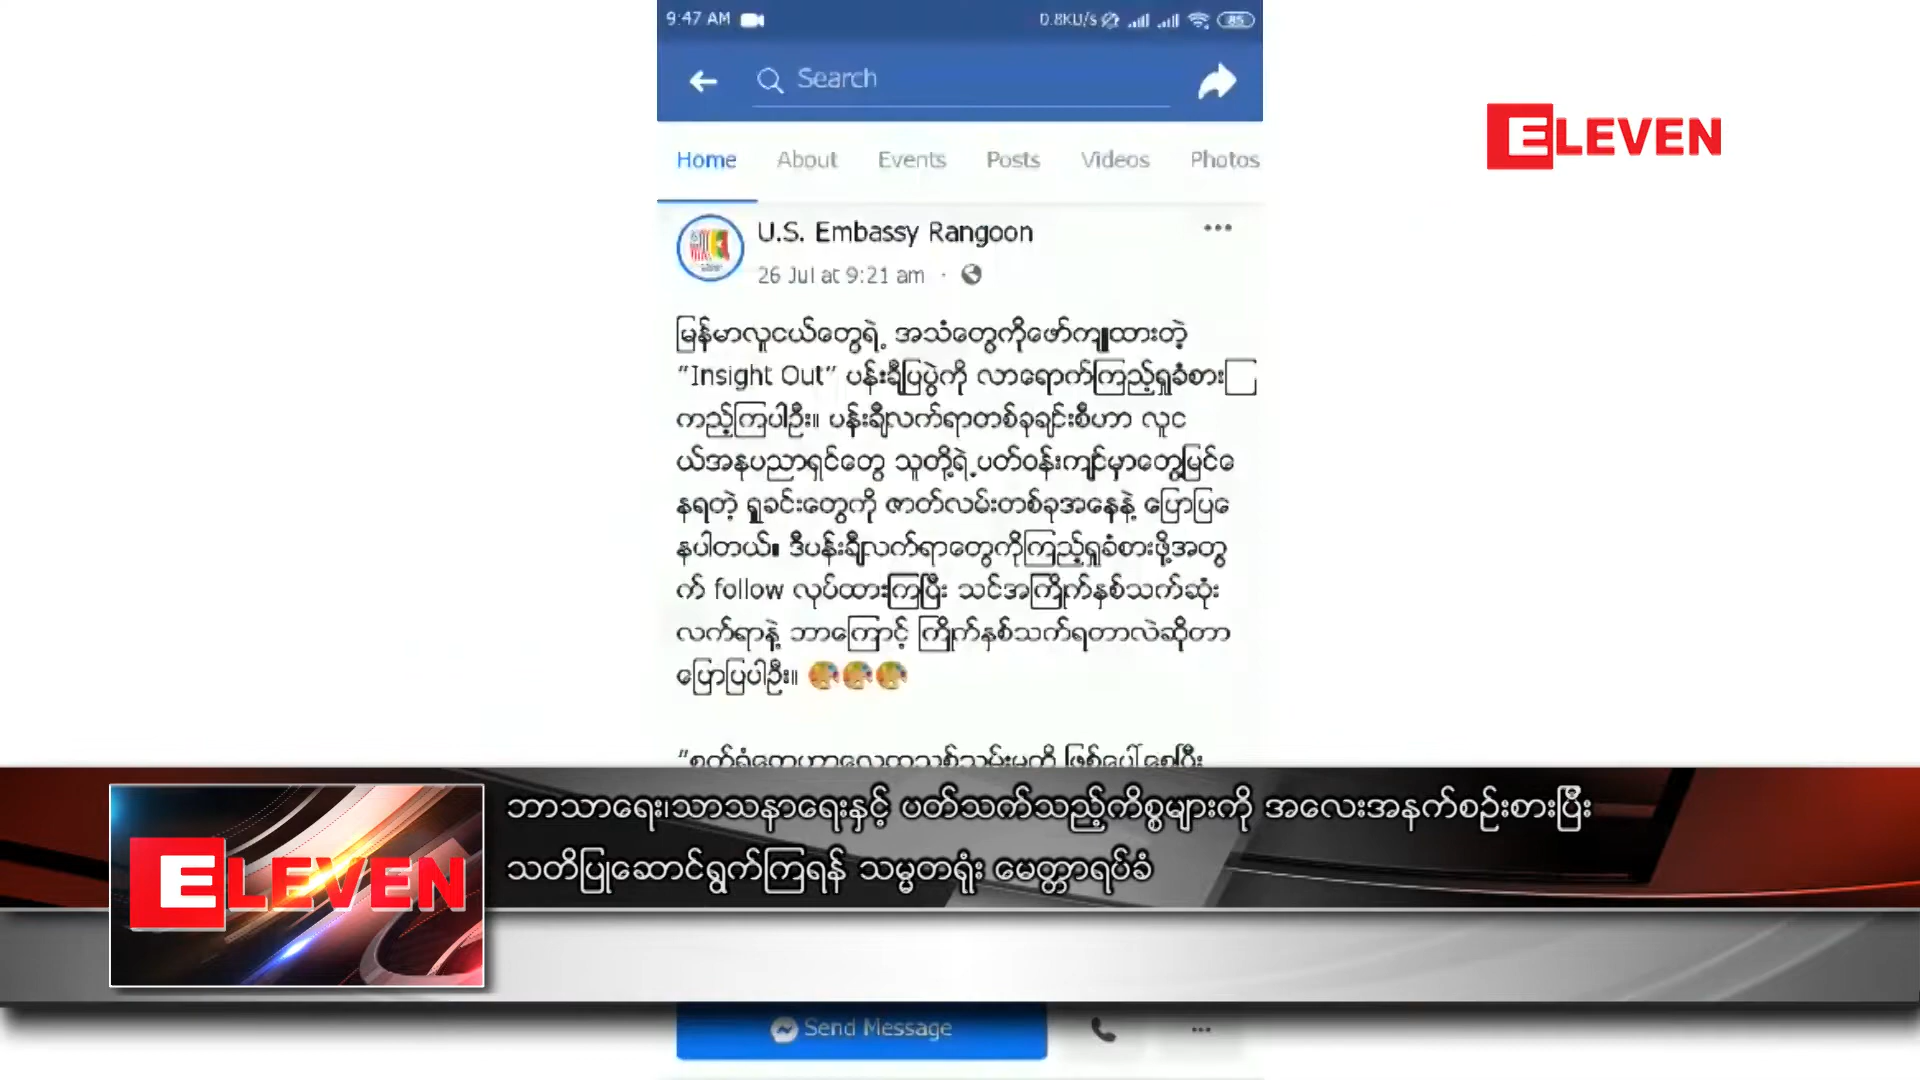 9:47 AM
0.8KU/s
85
Search
ELEVEN
Home About Events Posts Videos Photos
U.S. Embassy Rangoon
26 Jul at 9:21 am
မြန်မာလူငယ်တွေရဲ့ အသံတွေကိုဖော်ကျူးထားတဲ့
“Insight Out” ပန်းချီပြပွဲကို လာရောက်ကြည့်ရှုခံစားကြ
ကည့်ကြပါဦး။ ပန်းချီလက်ရာတစ်ခုချင်းစီဟာ လူင
ယ်အနုပညာရှင်တွေ သူတို့ရဲ့ပတ်ဝန်းကျင်မှာတွေ့မြင်နေ
နရတဲ့ ရှုခင်းတွေကို ဇာတ်လမ်းတစ်ခုအနေနဲ့ ပြောပြနေ
နပါတယ်။ ဒီပန်းချီလက်ရာတွေကိုကြည့်ရှုခံစားဖို့အတွ
က် follow လုပ်ထားကြပြီး သင်အကြိုက်နှစ်သက်ဆုံး
လက်ရာနဲ့ ဘာကြောင့် ကြိုက်နှစ်သက်ရတာလဲဆိုတာ
ပြောပြပါဦး။ 🎨🎨🎨
ဘာသာရေး၊သာသနာရေးနှင့် ပတ်သက်သည့်ကိစ္စများကို အလေးအနက်စဉ်းစားပြီး
သတိပြုဆောင်ရွက်ကြရန် သမ္မတရုံး မေတ္တာရပ်ခံ
ELEVEN
Send Message